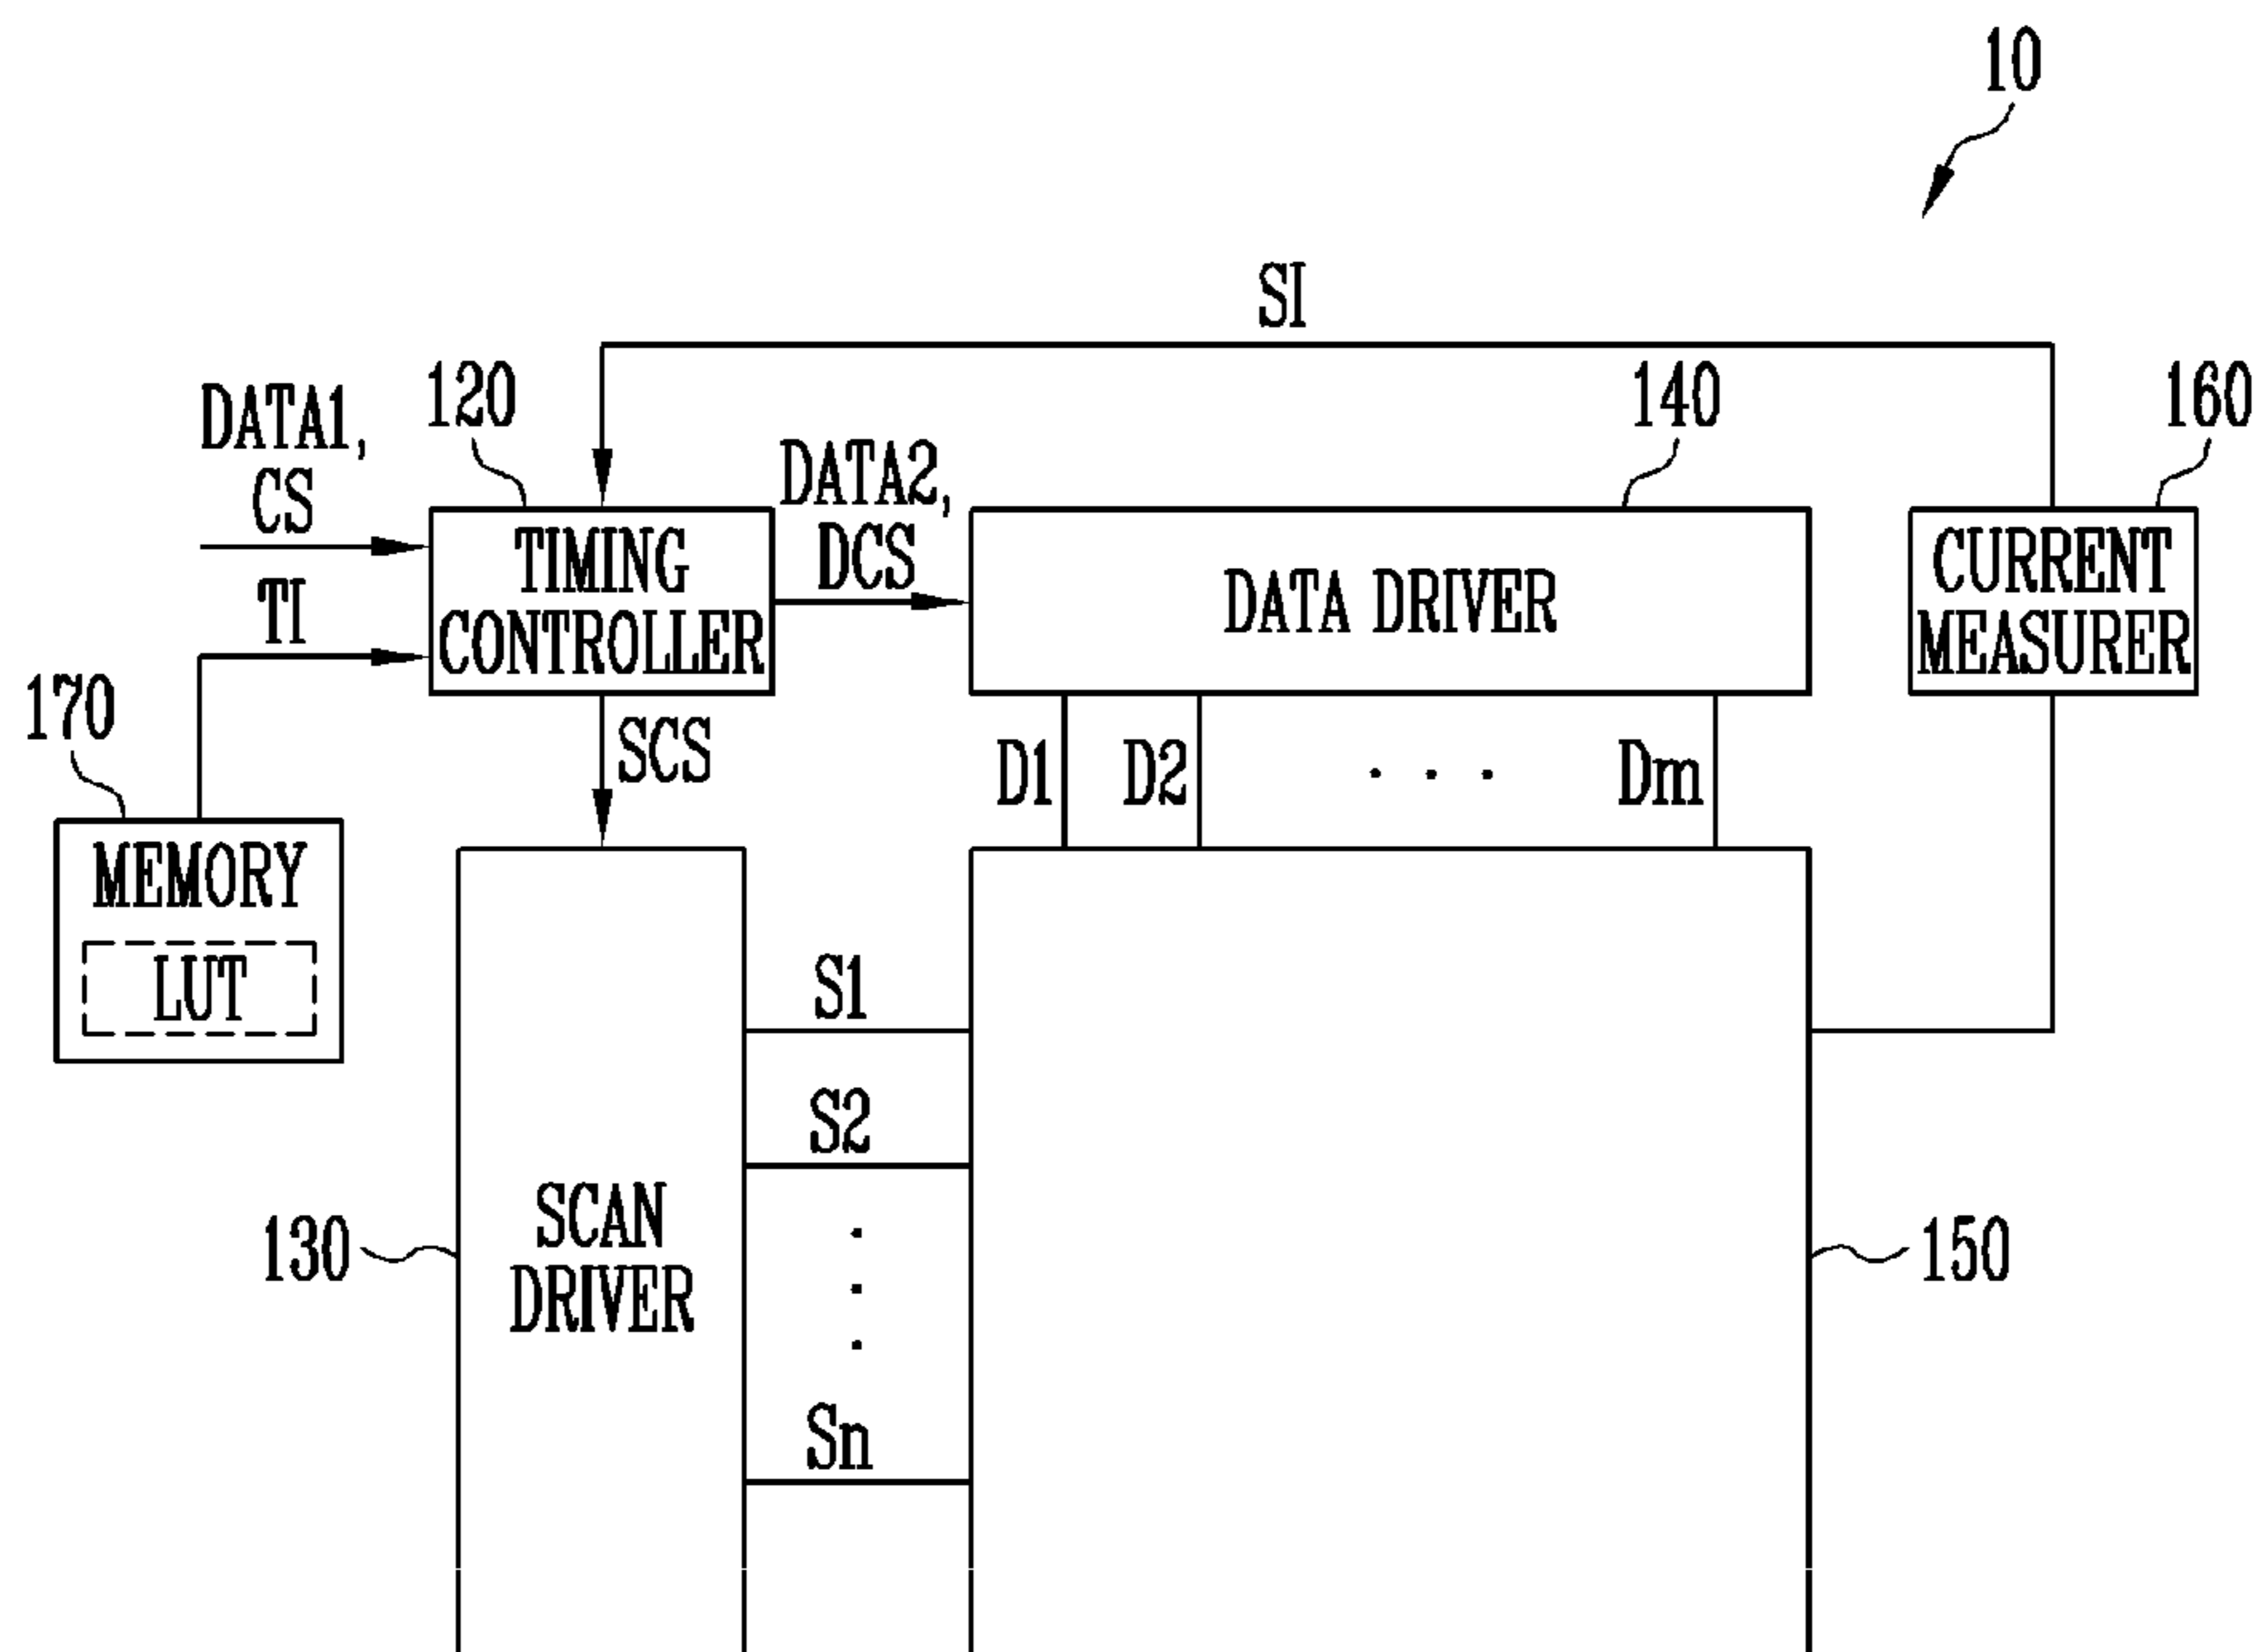 10
SI
120
140
160
DATA1,
CS
DATA2,
DCS
TIMING
CONTROLLER
DATA DRIVER
CURRENT
MEASURER
TI
170
SCS
D1
D2
. . .
Dm
MEMORY
LUT
S1
S2
SCAN
DRIVER
130
150
Sn